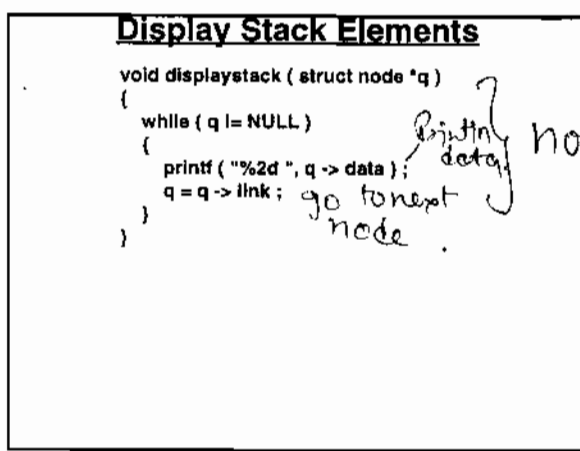 Display Stack Elements
void displaystack ( struct node *q )
{
while ( q != NULL )
{
printf ( "%2d ", q -> data ) ;
q = q -> link ;
}
}
Printin
data.
go to next
node .
no